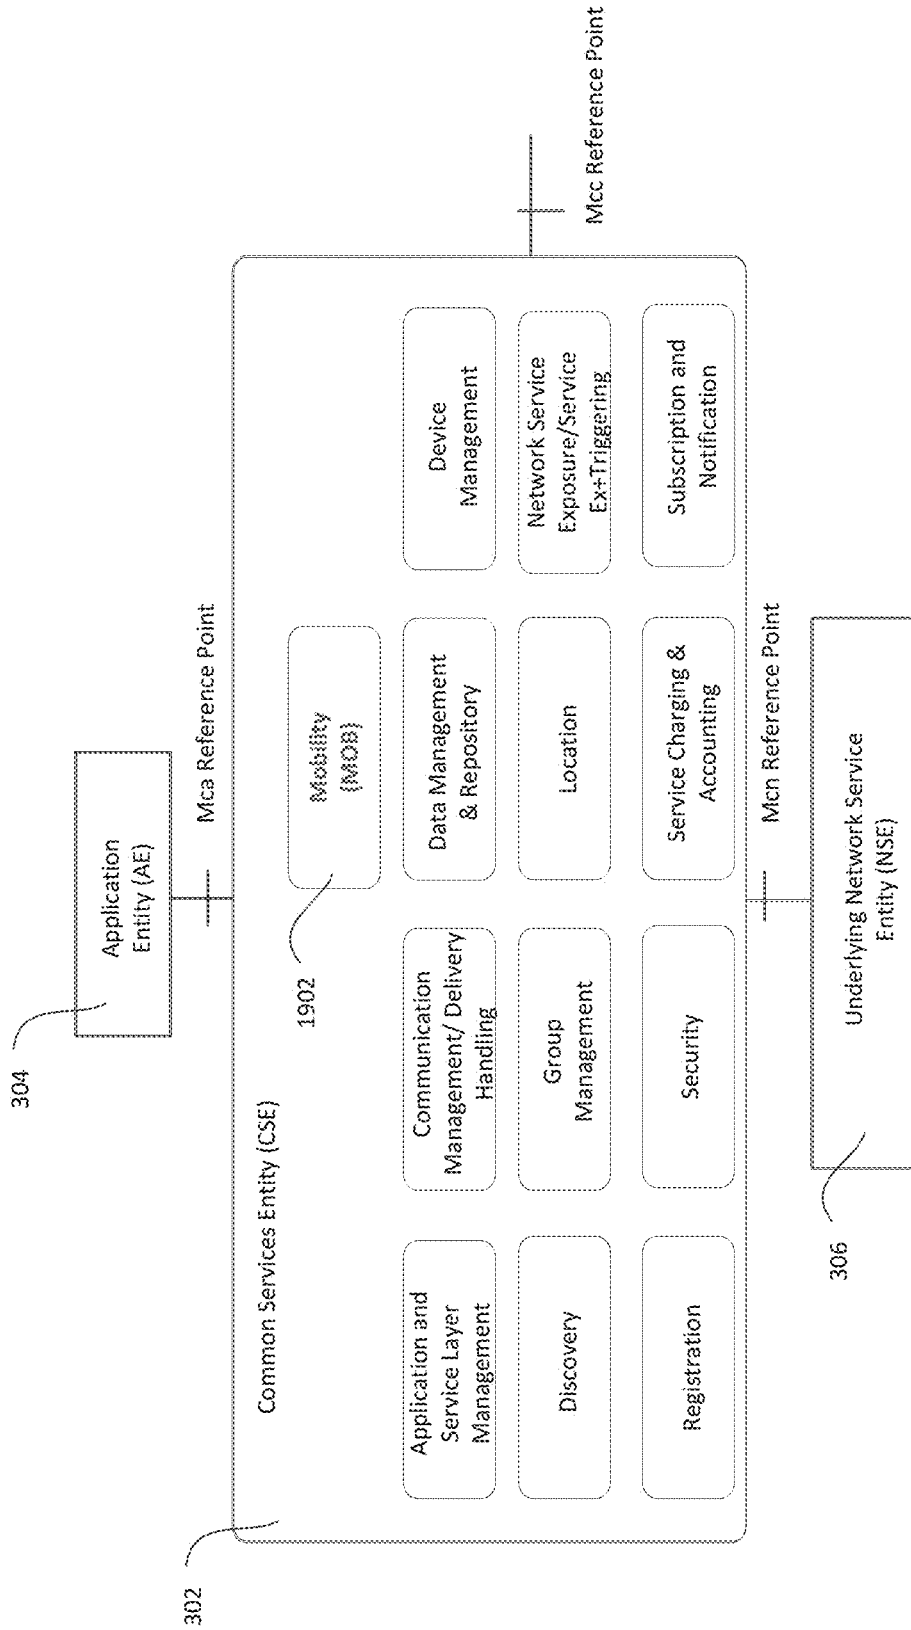 304
Application
Entity (AE)
Mca Reference Point
302
Common Services Entity (CSE)
1902
Mobility
(MOB)
Application and
Service Layer
Management
Communication
Management/ Delivery
Handling
Data Management
& Repository
Device
Management
Discovery
Group
Management
Location
Network Service
Exposure/Service
Ex+Triggering
Registration
Security
Service Charging &
Accounting
Subscription and
Notification
Mcc Reference Point
Mcn Reference Point
306
Underlying Network Service
Entity (NSE)